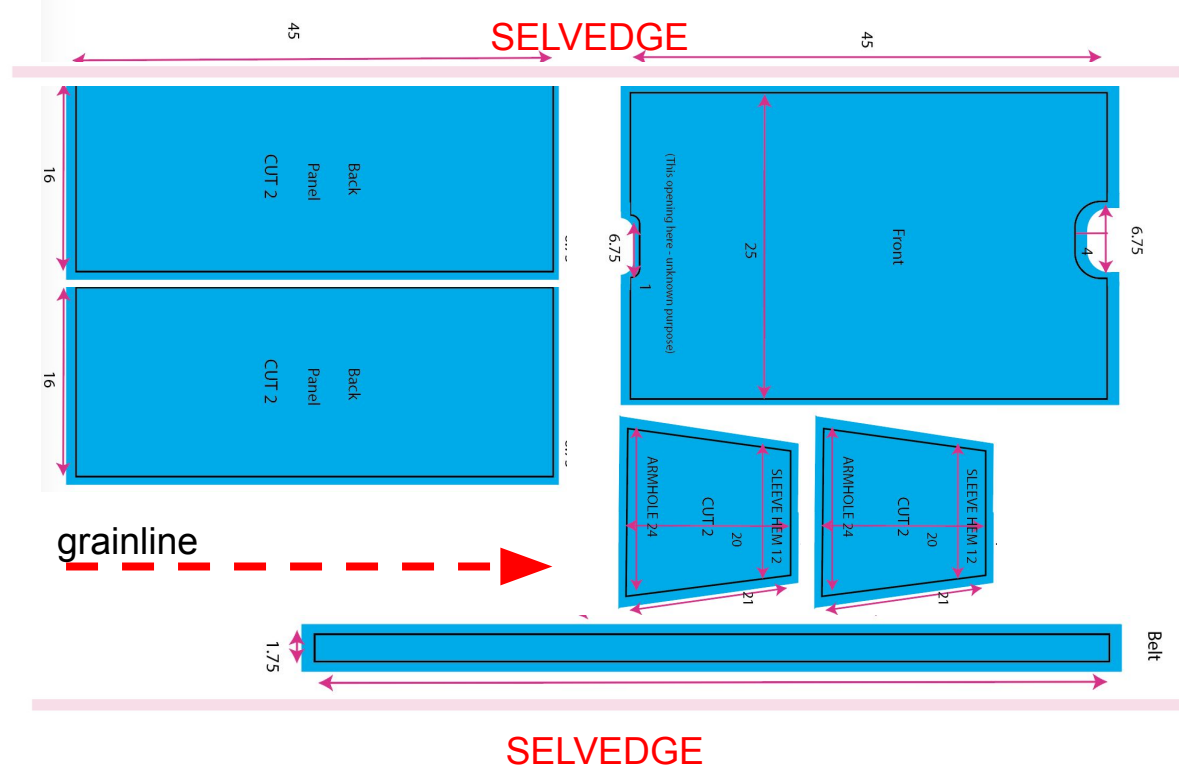 SELVEDGE
45
45
16
Back
Panel
CUT 2
16
Back
Panel
CUT 2
6.75
1
(This opening here - unknown purpose)
25
Front
4
6.75
grainline
ARMHOLE 24
CUT 2
20
SLEEVE HEM 12
21
ARMHOLE 24
CUT 2
20
SLEEVE HEM 12
21
1.75
Belt
SELVEDGE